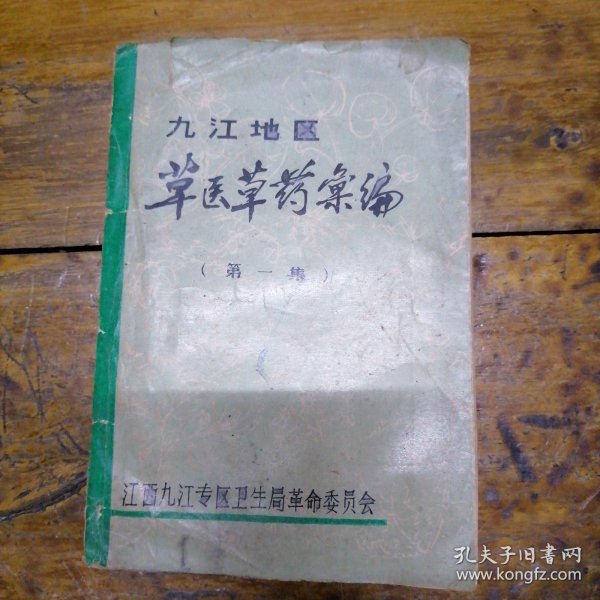 九江地区
草医草药彙编
（第一集）
江西九江专区卫生局革命委员会
孔夫子旧书网
www.kongfz.com